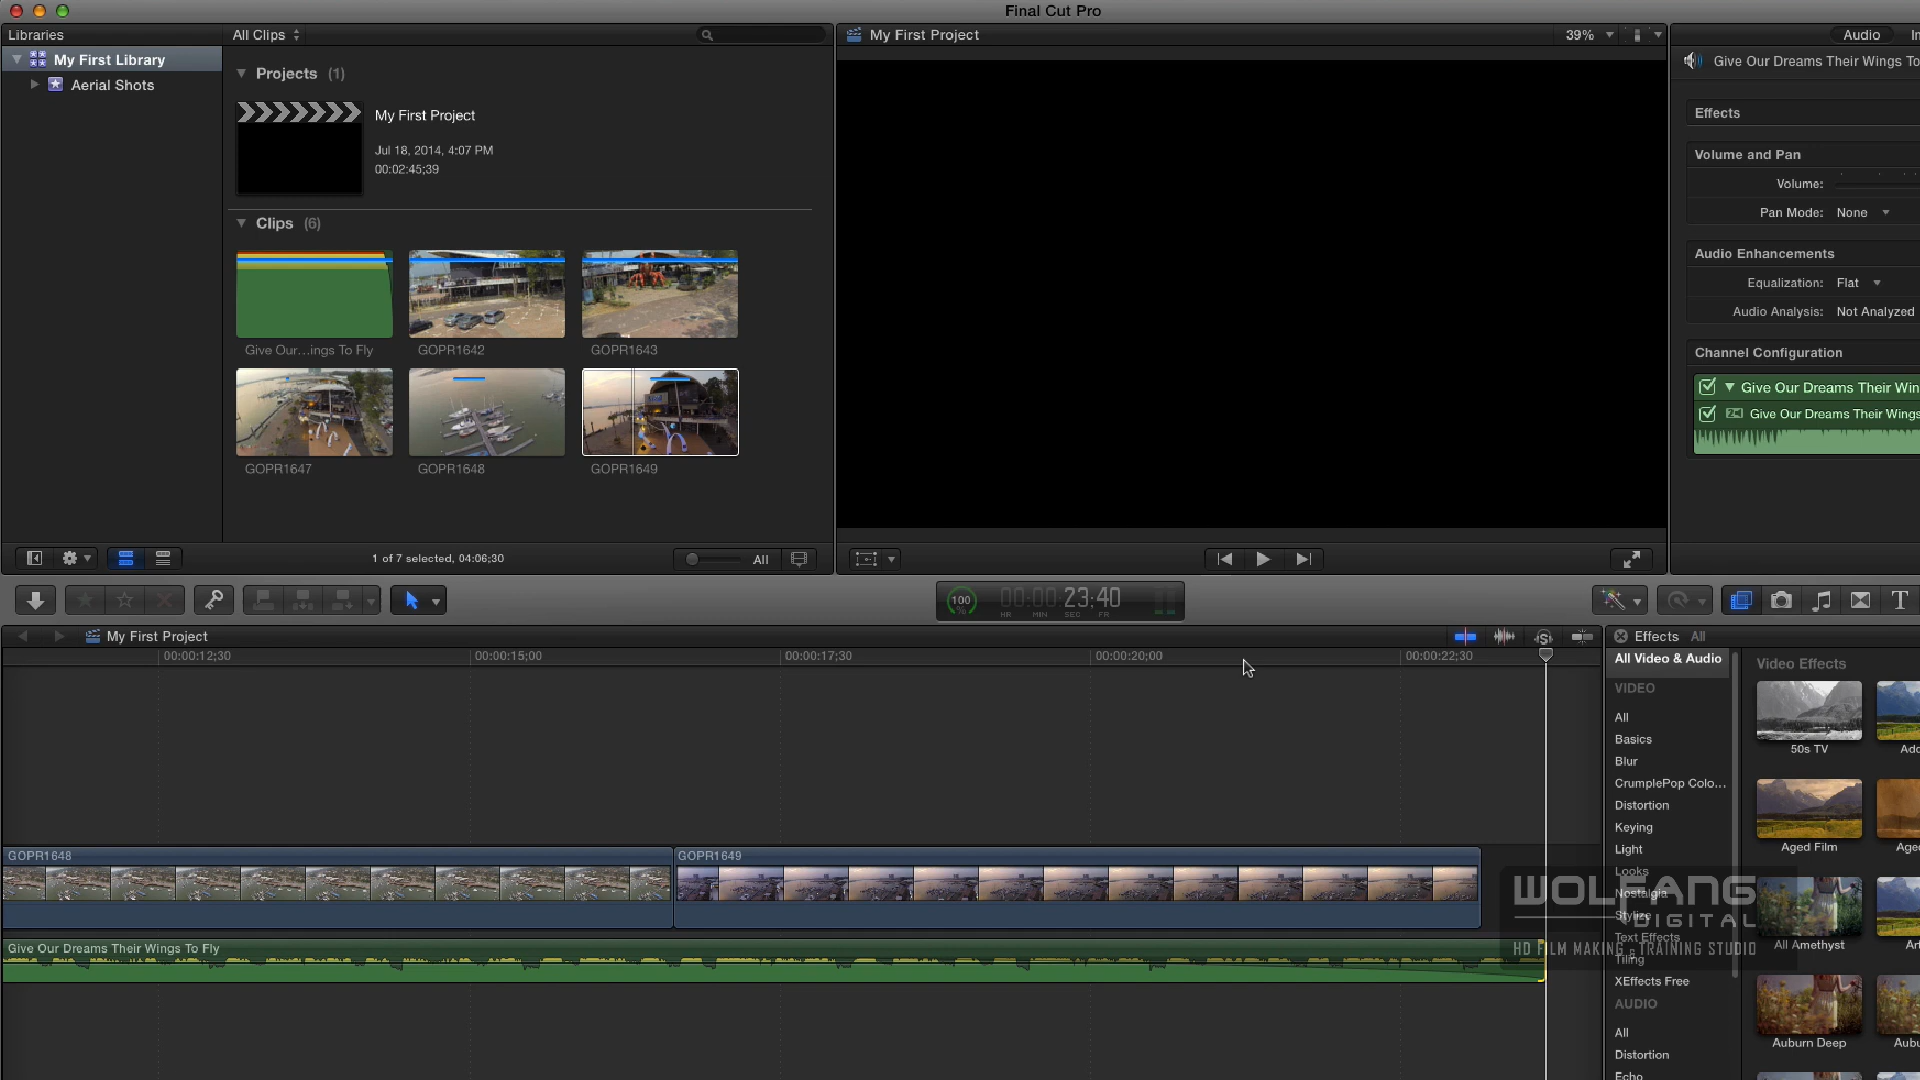 Final Cut Pro
Libraries
All Clips
My First Project
39%
Audio
My First Library
Aerial Shots
Projects (1)
My First Project
Jul 18, 2014, 4:07 PM
00:02:45;39
Clips (6)
Give Our...ings To Fly
GOPR1642
GOPR1643
GOPR1647
GOPR1648
GOPR1649
Give Our Dreams Their Wings To
Effects
Volume and Pan
Volume:
Pan Mode: None
Audio Enhancements
Equalization: Flat
Audio Analysis: Not Analyzed
Channel Configuration
Give Our Dreams Their Win
Give Our Dreams Their Wings
1 of 7 selected, 04:06;30
All
100 %
00:00:23;40
HR MIN SEC FR
My First Project
Effects All
00:00:12;30
00:00:15;00
00:00:17;30
00:00:20;00
00:00:22;30
GOPR1648
GOPR1649
Give Our Dreams Their Wings To Fly
All Video & Audio
VIDEO
All
Basics
Blur
CrumplePop Colo...
Distortion
Keying
Light
Looks
Nostalgia
Stylize
Text Effects
Tiling
XEffects Free
AUDIO
All
Distortion
Echo
Video Effects
50s TV
Aged Film
All Amethyst
Auburn Deep
WOLFANG
DIGITAL
HD FILM MAKING & TRAINING STUDIO